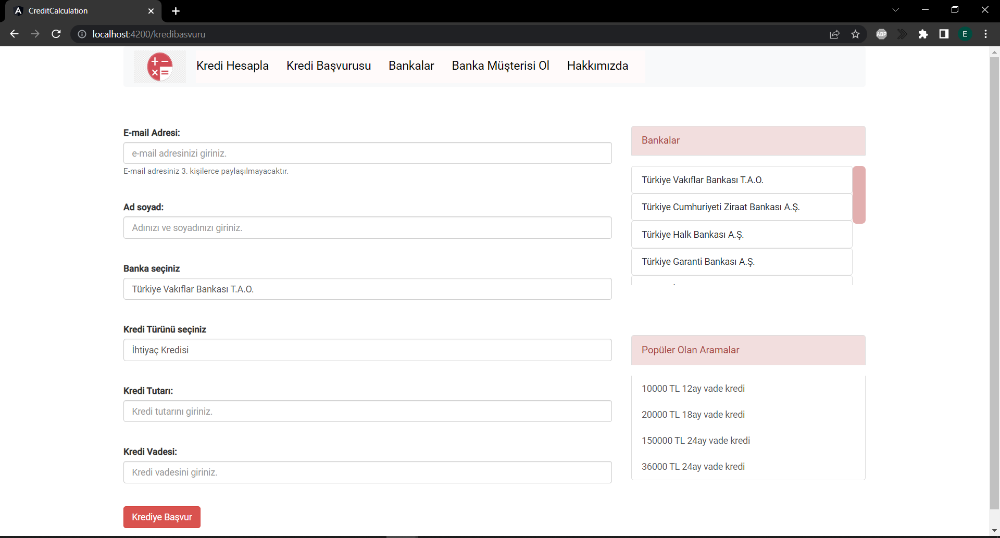 CreditCalculation
localhost:4200/kredibasvuru
ABP
E
Kredi Hesapla
Kredi Başvurusu
Bankalar
Banka Müşterisi Ol
Hakkımızda
E-mail Adresi:
e-mail adresinizi giriniz.
E-mail adresiniz 3. kişilerce paylaşılmayacaktır.
Ad soyad:
Adınızı ve soyadınızı giriniz.
Banka seçiniz
Türkiye Vakıflar Bankası T.A.O.
Kredi Türünü seçiniz
İhtiyaç Kredisi
Kredi Tutarı:
Kredi tutarını giriniz.
Kredi Vadesi:
Kredi vadesini giriniz.
Krediye Başvur
Bankalar
Türkiye Vakıflar Bankası T.A.O.
Türkiye Cumhuriyeti Ziraat Bankası A.Ş.
Türkiye Halk Bankası A.Ş.
Türkiye Garanti Bankası A.Ş.
Popüler Olan Aramalar
10000 TL 12ay vade kredi
20000 TL 18ay vade kredi
150000 TL 24ay vade kredi
36000 TL 24ay vade kredi